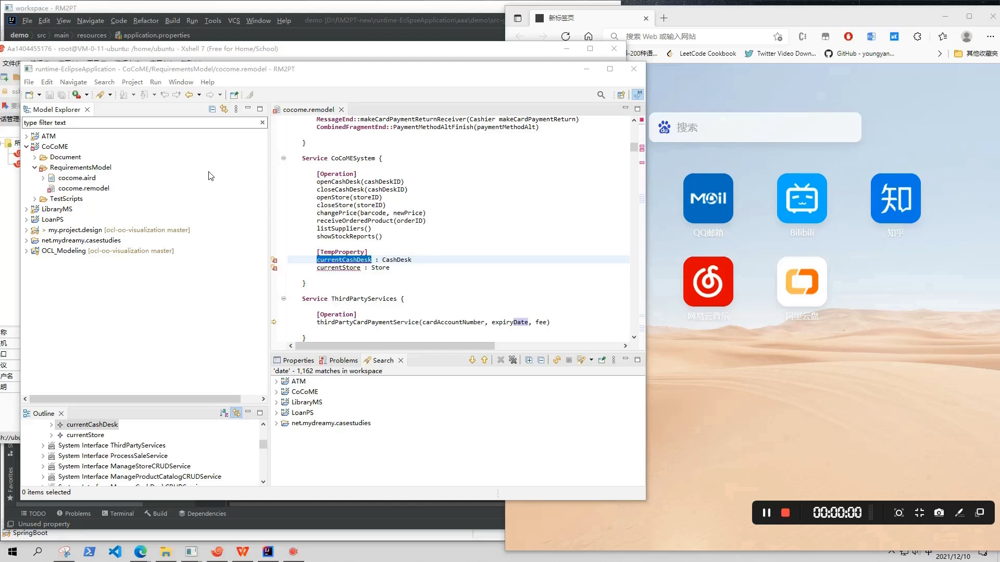 workspace - RM2PT
File Edit View Navigate Code Refactor Build Run Tools VCS Window Help demo [D:\RM2PT-new\runtime-EclipseApplication\aaa\demo\src-
demo src main resources application.properties
Aa1404455176 - root@VM-0-11-ubuntu: /home/ubuntu - Xshell 7 (Free for Home/School)
文件(F)
runtime-EclipseApplication - CoCoME/RequirementsModel/cocome.remodel - RM2PT
File Edit Navigate Search Project Run Window Help
Model Explorer
type filter text
ATM
CoCoME
Document
RequirementsModel
cocome.aird
cocome.remodel
TestScripts
LibraryMS
LoanPS
> my.project.design [ocl-oo-visualization master]
net.mydreamy.casestudies
OCL_Modeling [ocl-oo-visualization master]
Outline
currentCashDesk
currentStore
System Interface ThirdPartyServices
System Interface ProcessSaleService
System Interface ManageStoreCRUDService
System Interface ManageProductCatalogCRUDService
0 items selected
cocome.remodel
MessageEnd::makeCardPaymentReturnReceiver(Cashier makeCardPaymentReturn)
CombinedFragmentEnd::PaymentMethodAltFinish(paymentMethodAlt)
}
Service CoCoMESystem {
[Operation]
openCashDesk(cashDeskID)
closeCashDesk(cashDeskID)
openStore(storeID)
closeStore(storeID)
changePrice(barcode, newPrice)
receiveOrderedProduct(orderID)
listSuppliers()
showStockReports()
[TempProperty]
currentCashDesk : CashDesk
currentStore : Store
}
Service ThirdPartyServices {
[Operation]
thirdPartyCardPaymentService(cardAccountNumber, expiryDate, fee)
}
Properties Problems Search
'date' - 1,162 matches in workspace
ATM
CoCoME
LibraryMS
LoanPS
net.mydreamy.casestudies
Favorites
TODO Problems Terminal Build Dependencies
Unused property
SpringBoot
新标签页
搜索 Web 或输入网站
-200种语... LeetCode Cookbook Twitter Video Down... GitHub - youngyan... 其他收藏夹
搜索
Mail
知
QQ邮箱 Bilibili 知乎
网易云音乐 阿里云盘
00:00:00
中
2021/12/10